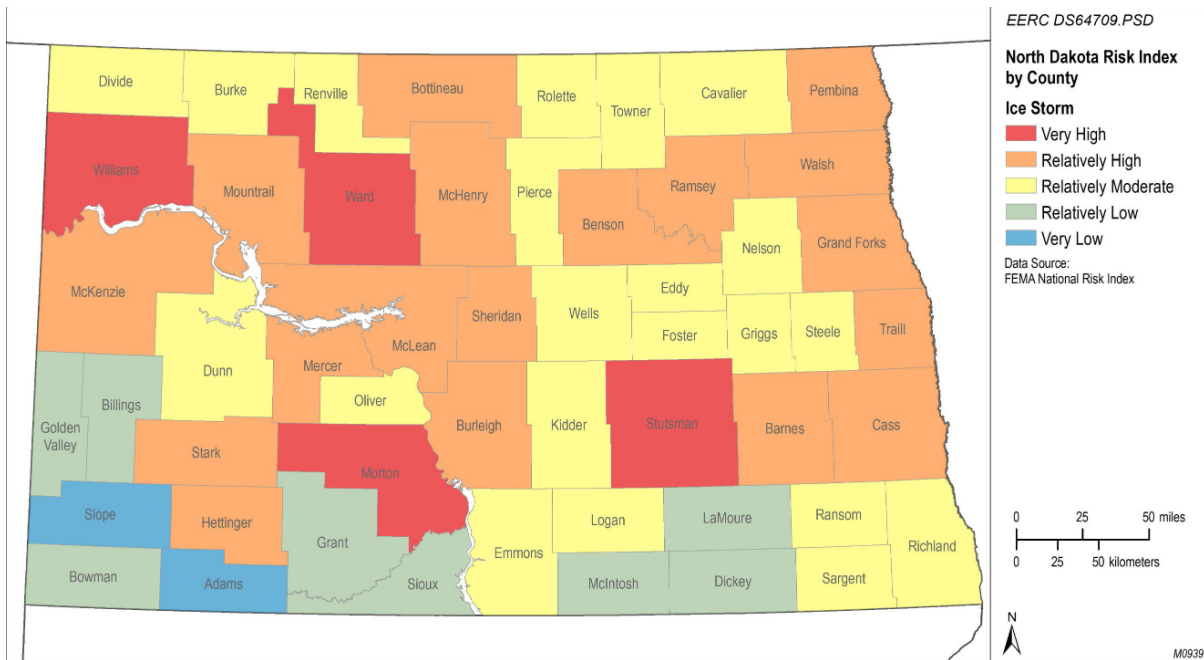 EERC DS64709.PSD
North Dakota Risk Index
by County
Ice Storm
Very High
Relatively High
Relatively Moderate
Relatively Low
Very Low
Data Source:
FEMA National Risk Index
Divide
Burke
Renville
Bottineau
Rolette
Towner
Cavalier
Pembina
Williams
Mountrail
Ward
McHenry
Pierce
Benson
Ramsey
Walsh
Nelson
Grand Forks
McKenzie
Dunn
Mercer
McLean
Sheridan
Wells
Eddy
Foster
Griggs
Steele
Traill
Golden
Valley
Billings
Stark
Oliver
Burleigh
Kidder
Stutsman
Barnes
Cass
Slope
Hettinger
Morton
Grant
Emmons
Logan
LaMoure
Ransom
Richland
Bowman
Adams
Sioux
McIntosh
Dickey
Sargent
0 25 50 miles
0 25 50 kilometers
N
M0939